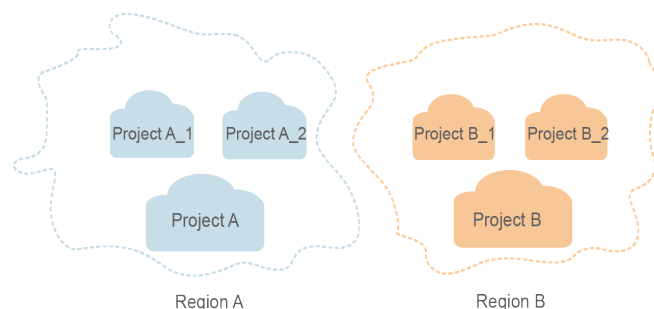 Project A_1
Project A_2
Project A
Region A
Project B_1
Project B_2
Project B
Region B